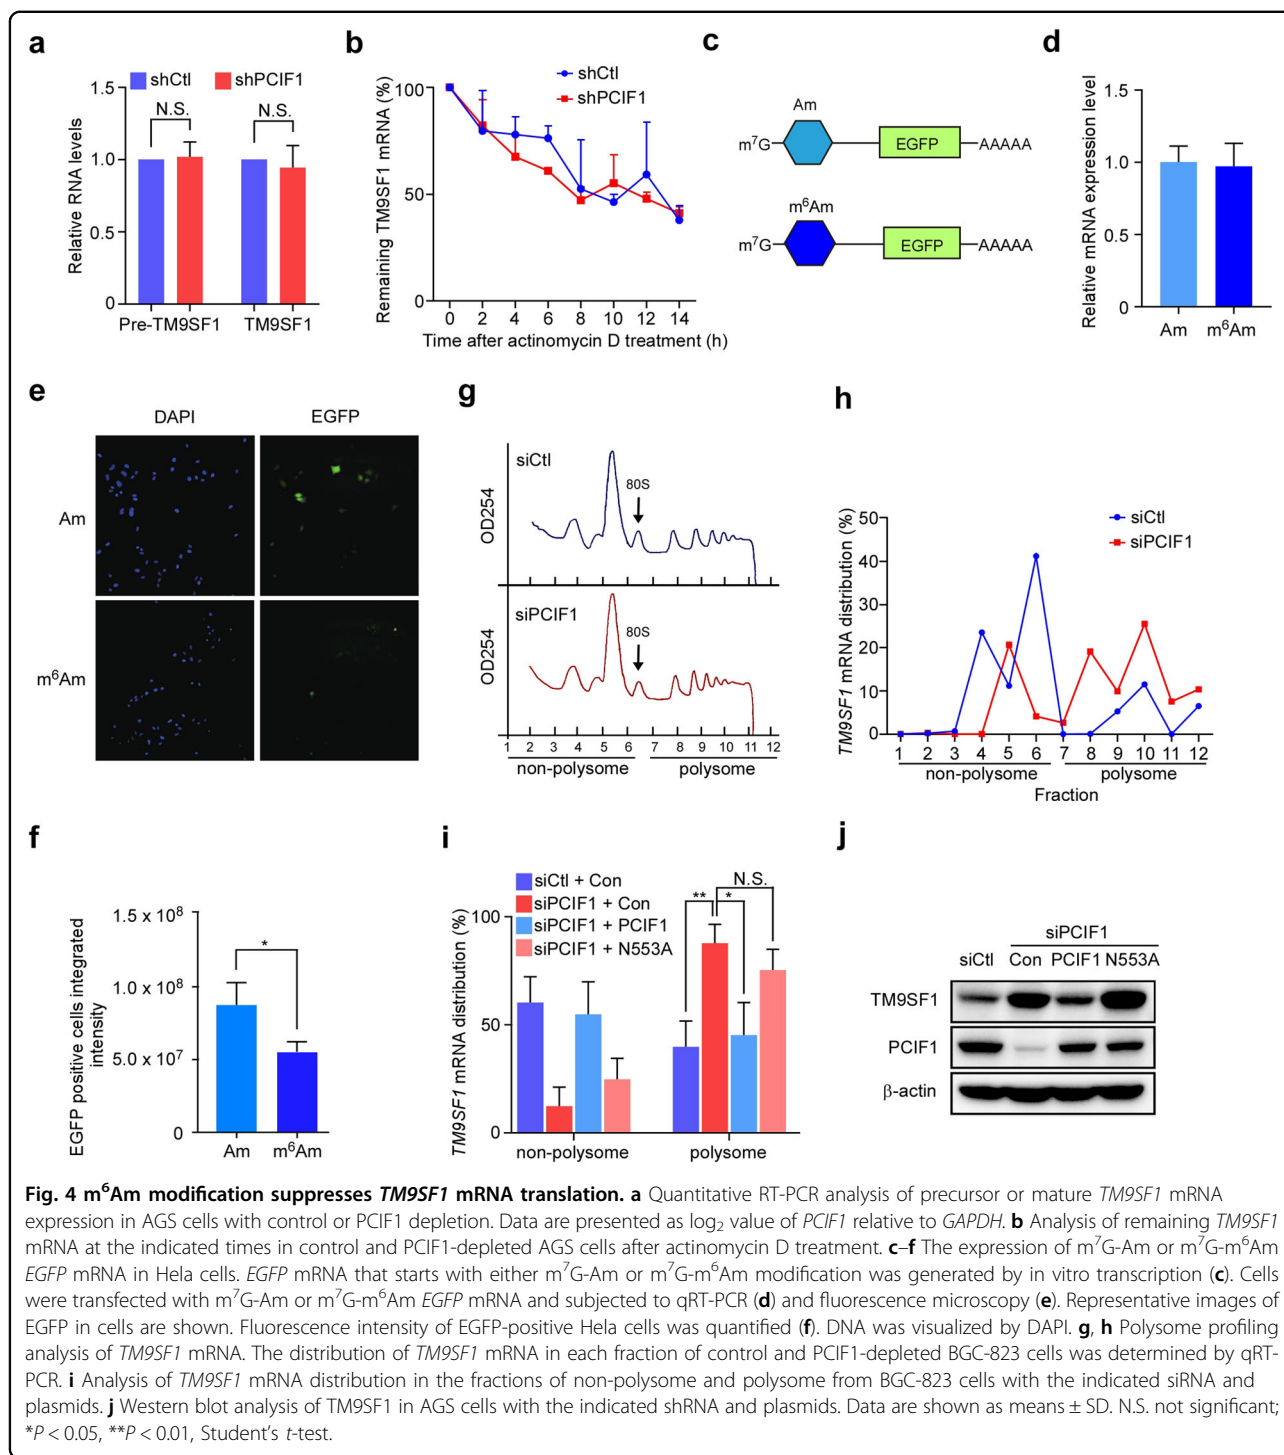 a
shCtl shPCIF1
Relative RNA levels
1.5
1.0
0.5
0
N.S.
N.S.
Pre-TM9SF1 TM9SF1
b
shCtl
shPCIF1
Remaining TM9SF1 mRNA (%)
100
50
0
0 2 4 6 8 10 12 14
Time after actinomycin D treatment (h)
c
Am
m⁷G EGFP AAAAA
m⁶Am
m⁷G EGFP AAAAA
d
Relative mRNA expression level
1.5
1.0
0.5
0
Am m⁶Am
e
DAPI EGFP
Am
m⁶Am
g
siCtl
80S
OD254
siPCIF1
80S
OD254
1 2 3 4 5 6 7 8 9 10 11 12
non-polysome polysome
h
siCtl
siPCIF1
TM9SF1 mRNA distribution (%)
50
40
30
20
10
0
1 2 3 4 5 6 7 8 9 10 11 12
non-polysome polysome
Fraction
f
EGFP positive cells integrated
intensity
1.5 x 10⁸
1.0 x 10⁸
5.0 x 10⁷
0
*
Am m⁶Am
i
siCtl + Con
siPCIF1 + Con
siPCIF1 + PCIF1
siPCIF1 + N553A
TM9SF1 mRNA distribution (%)
100
50
0
N.S.
** *
non-polysome polysome
j
siPCIF1
siCtl Con PCIF1 N553A
TM9SF1
PCIF1
β-actin
Fig. 4 m⁶Am modification suppresses TM9SF1 mRNA translation. a Quantitative RT-PCR analysis of precursor or mature TM9SF1 mRNA
expression in AGS cells with control or PCIF1 depletion. Data are presented as log₂ value of PCIF1 relative to GAPDH. b Analysis of remaining TM9SF1
mRNA at the indicated times in control and PCIF1-depleted AGS cells after actinomycin D treatment. c–f The expression of m⁷G-Am or m⁷G-m⁶Am
EGFP mRNA in Hela cells. EGFP mRNA that starts with either m⁷G-Am or m⁷G-m⁶Am modification was generated by in vitro transcription (c). Cells
were transfected with m⁷G-Am or m⁷G-m⁶Am EGFP mRNA and subjected to qRT-PCR (d) and fluorescence microscopy (e). Representative images of
EGFP in cells are shown. Fluorescence intensity of EGFP-positive Hela cells was quantified (f). DNA was visualized by DAPI. g, h Polysome profiling
analysis of TM9SF1 mRNA. The distribution of TM9SF1 mRNA in each fraction of control and PCIF1-depleted BGC-823 cells was determined by qRT-
PCR. i Analysis of TM9SF1 mRNA distribution in the fractions of non-polysome and polysome from BGC-823 cells with the indicated siRNA and
plasmids. j Western blot analysis of TM9SF1 in AGS cells with the indicated shRNA and plasmids. Data are shown as means ± SD. N.S. not significant;
*P < 0.05, **P < 0.01, Student's t-test.